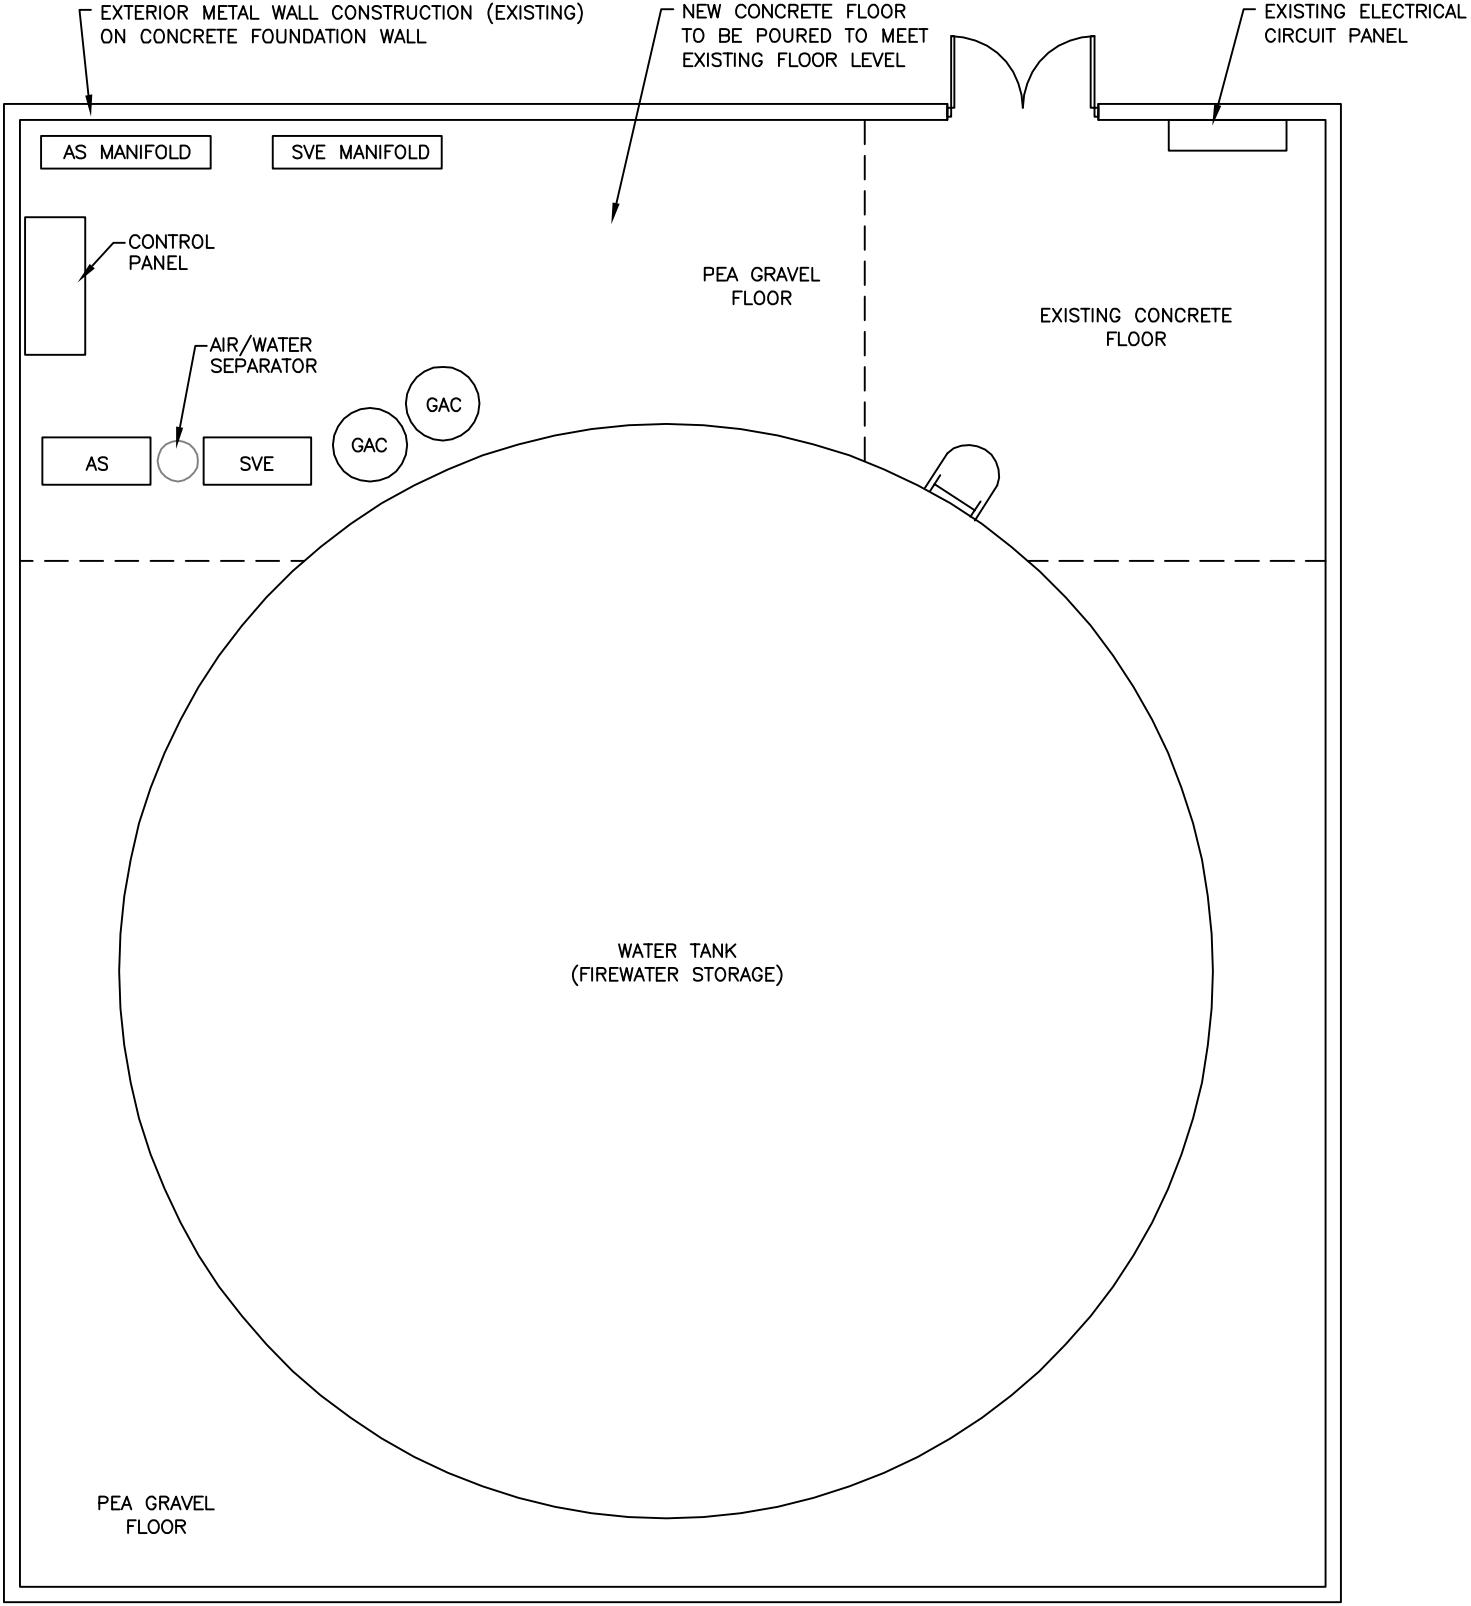 EXTERIOR METAL WALL CONSTRUCTION (EXISTING)
ON CONCRETE FOUNDATION WALL
NEW CONCRETE FLOOR
TO BE POURED TO MEET
EXISTING FLOOR LEVEL
EXISTING ELECTRICAL
CIRCUIT PANEL
AS MANIFOLD
SVE MANIFOLD
CONTROL
PANEL
PEA GRAVEL
FLOOR
EXISTING CONCRETE
FLOOR
AIR/WATER
SEPARATOR
GAC
GAC
AS
SVE
WATER TANK
(FIREWATER STORAGE)
PEA GRAVEL
FLOOR